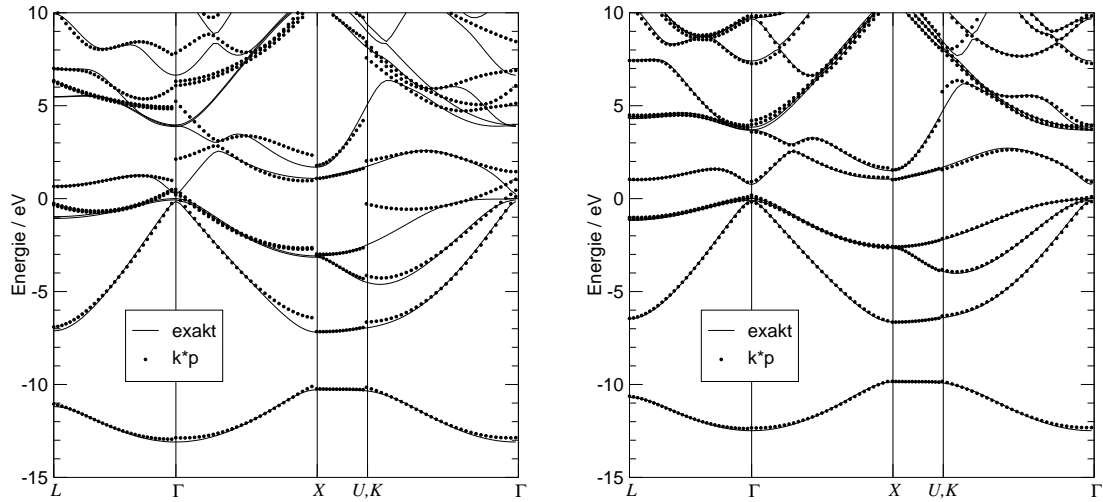 10
5
0
-5
-10
-15
Energie / eV
exakt
k*p
L Γ X U,K Γ
10
5
0
-5
-10
-15
Energie / eV
exakt
k*p
L Γ X U,K Γ